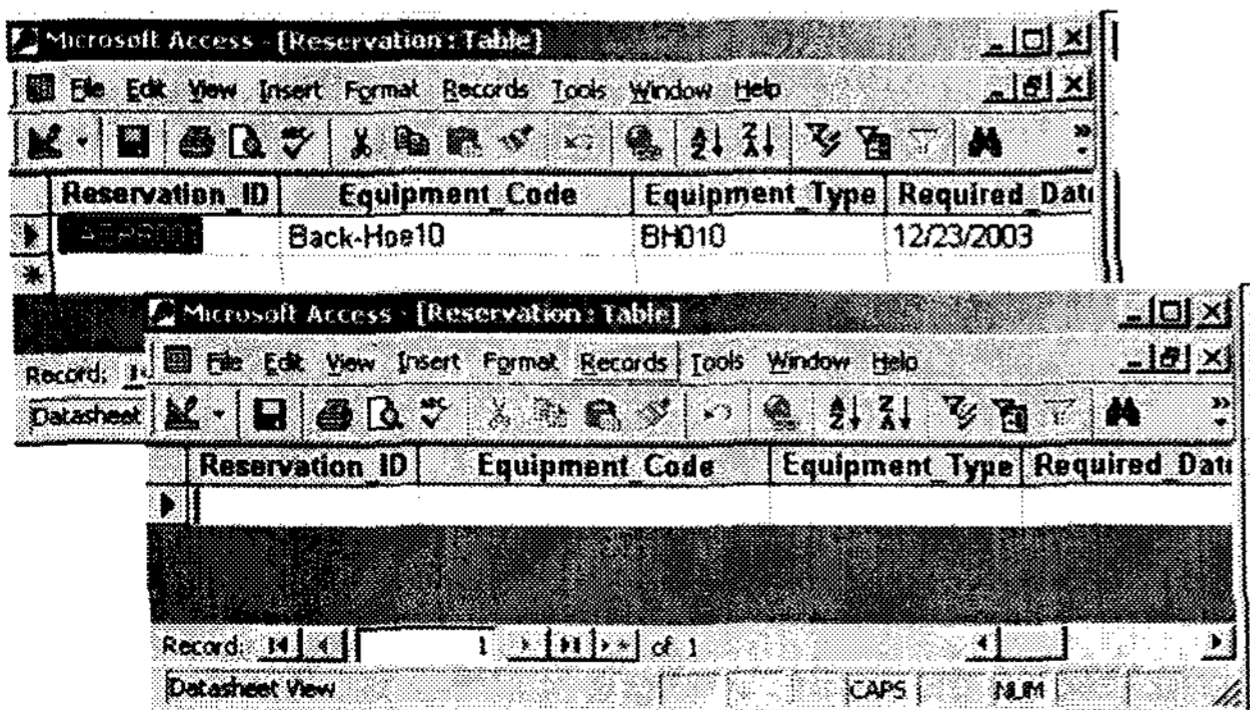 Microsoft Access - [Reservation : Table]
File Edit View Insert Format Records Tools Window Help
Reservation_ID Equipment_Code Equipment_Type Required_Date
Back-Hoe10 BH010 12/23/2003
Record:
Datasheet
Microsoft Access - [Reservation : Table]
File Edit View Insert Format Records Tools Window Help
Reservation_ID Equipment_Code Equipment_Type Required_Date
Record: 1 of 1
Datasheet View CAPS NUM